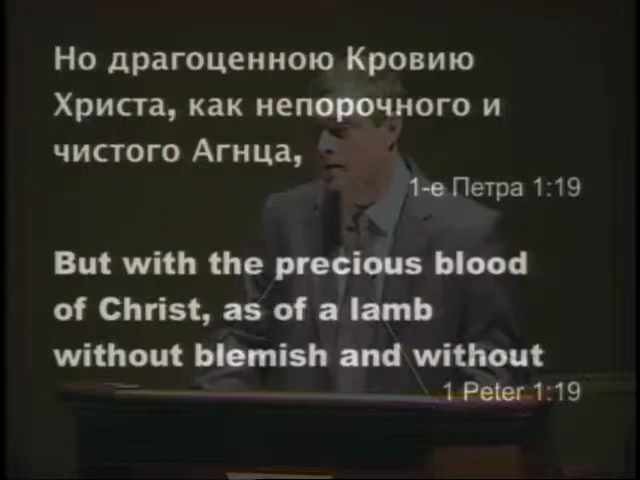 Но драгоценною Кровию
Христа, как непорочного и
чистого Агнца,
1-е Петра 1:19
But with the precious blood
of Christ, as of a lamb
without blemish and without
1 Peter 1:19